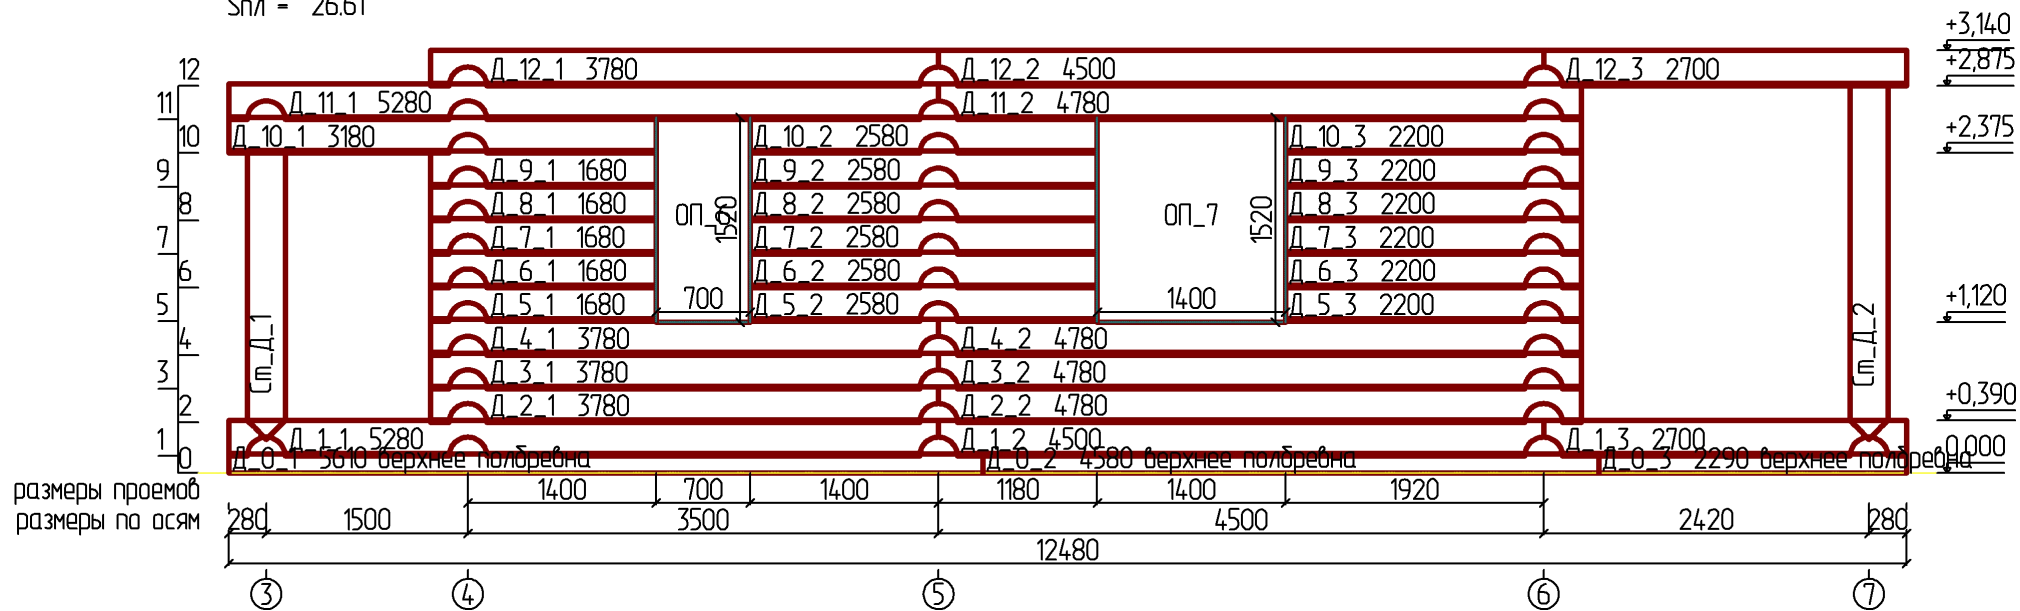 Sпл = 26.61
+3,140
12 Д_12_1 3780 Д_12_2 4500 Д_12_3 2700 +2,875
11 Д_11_1 5280 Д_11_2 4780
10 Д_10_1 3180 Д_10_2 2580 Д_10_3 2200 +2,375
9 Д_9_1 1680 Д_9_2 2580 Д_9_3 2200
8 Д_8_1 1680 ОП_ 1520 Д_8_2 2580 ОП_7 1520 Д_8_3 2200
7 Д_7_1 1680 Д_7_2 2580 Д_7_3 2200
6 Д_6_1 1680 Д_6_2 2580 Д_6_3 2200
5 Д_5_1 1680 700 Д_5_2 2580 1400 Д_5_3 2200 +1,120
4 Ст_Д_1 Д_4_1 3780 Д_4_2 4780 Ст_Д_2
3 Д_3_1 3780 Д_3_2 4780
2 Д_2_1 3780 Д_2_2 4780 +0,390
1 Д_1_1 5280 Д_1_2 4500 Д_1_3 2700 0,000
0 Д_0_1 5610 верхнее полбревна Д_0_2 4580 верхнее полбревна Д_0_3 2290 верхнее полбревна
размеры проемов 1400 700 1400 1180 1400 1920
размеры по осям 280 1500 3500 4500 2420 280
12480
3 4 5 6 7